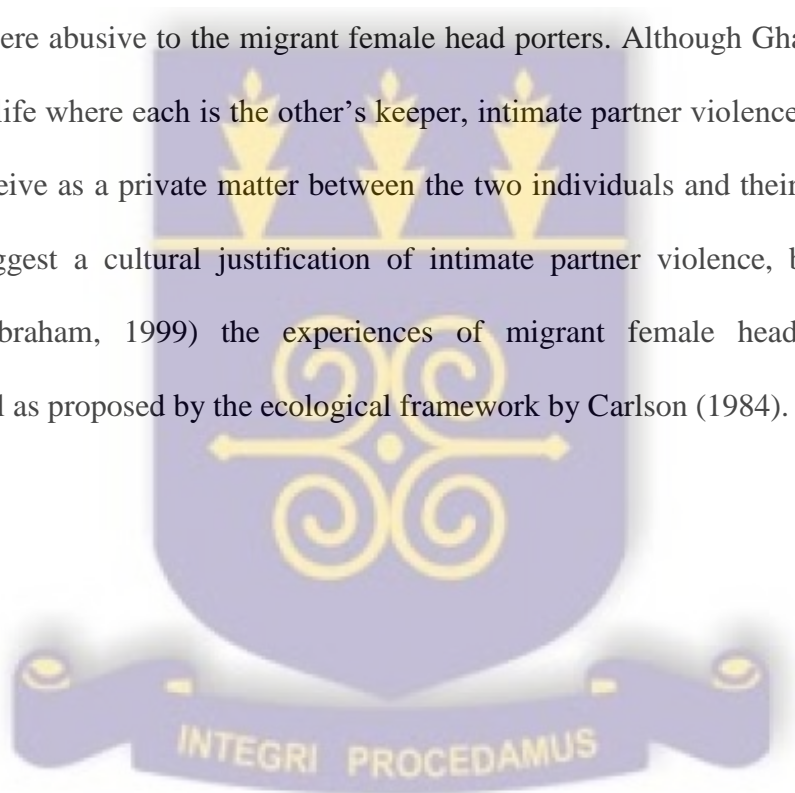 ere abusive to the migrant female head porters. Although Gha
life where each is the other's keeper, intimate partner violence
eive as a private matter between the two individuals and their
ggest a cultural justification of intimate partner violence, b
braham, 1999) the experiences of migrant female head
l as proposed by the ecological framework by Carlson (1984).
INTEGRI PROCEDAMUS